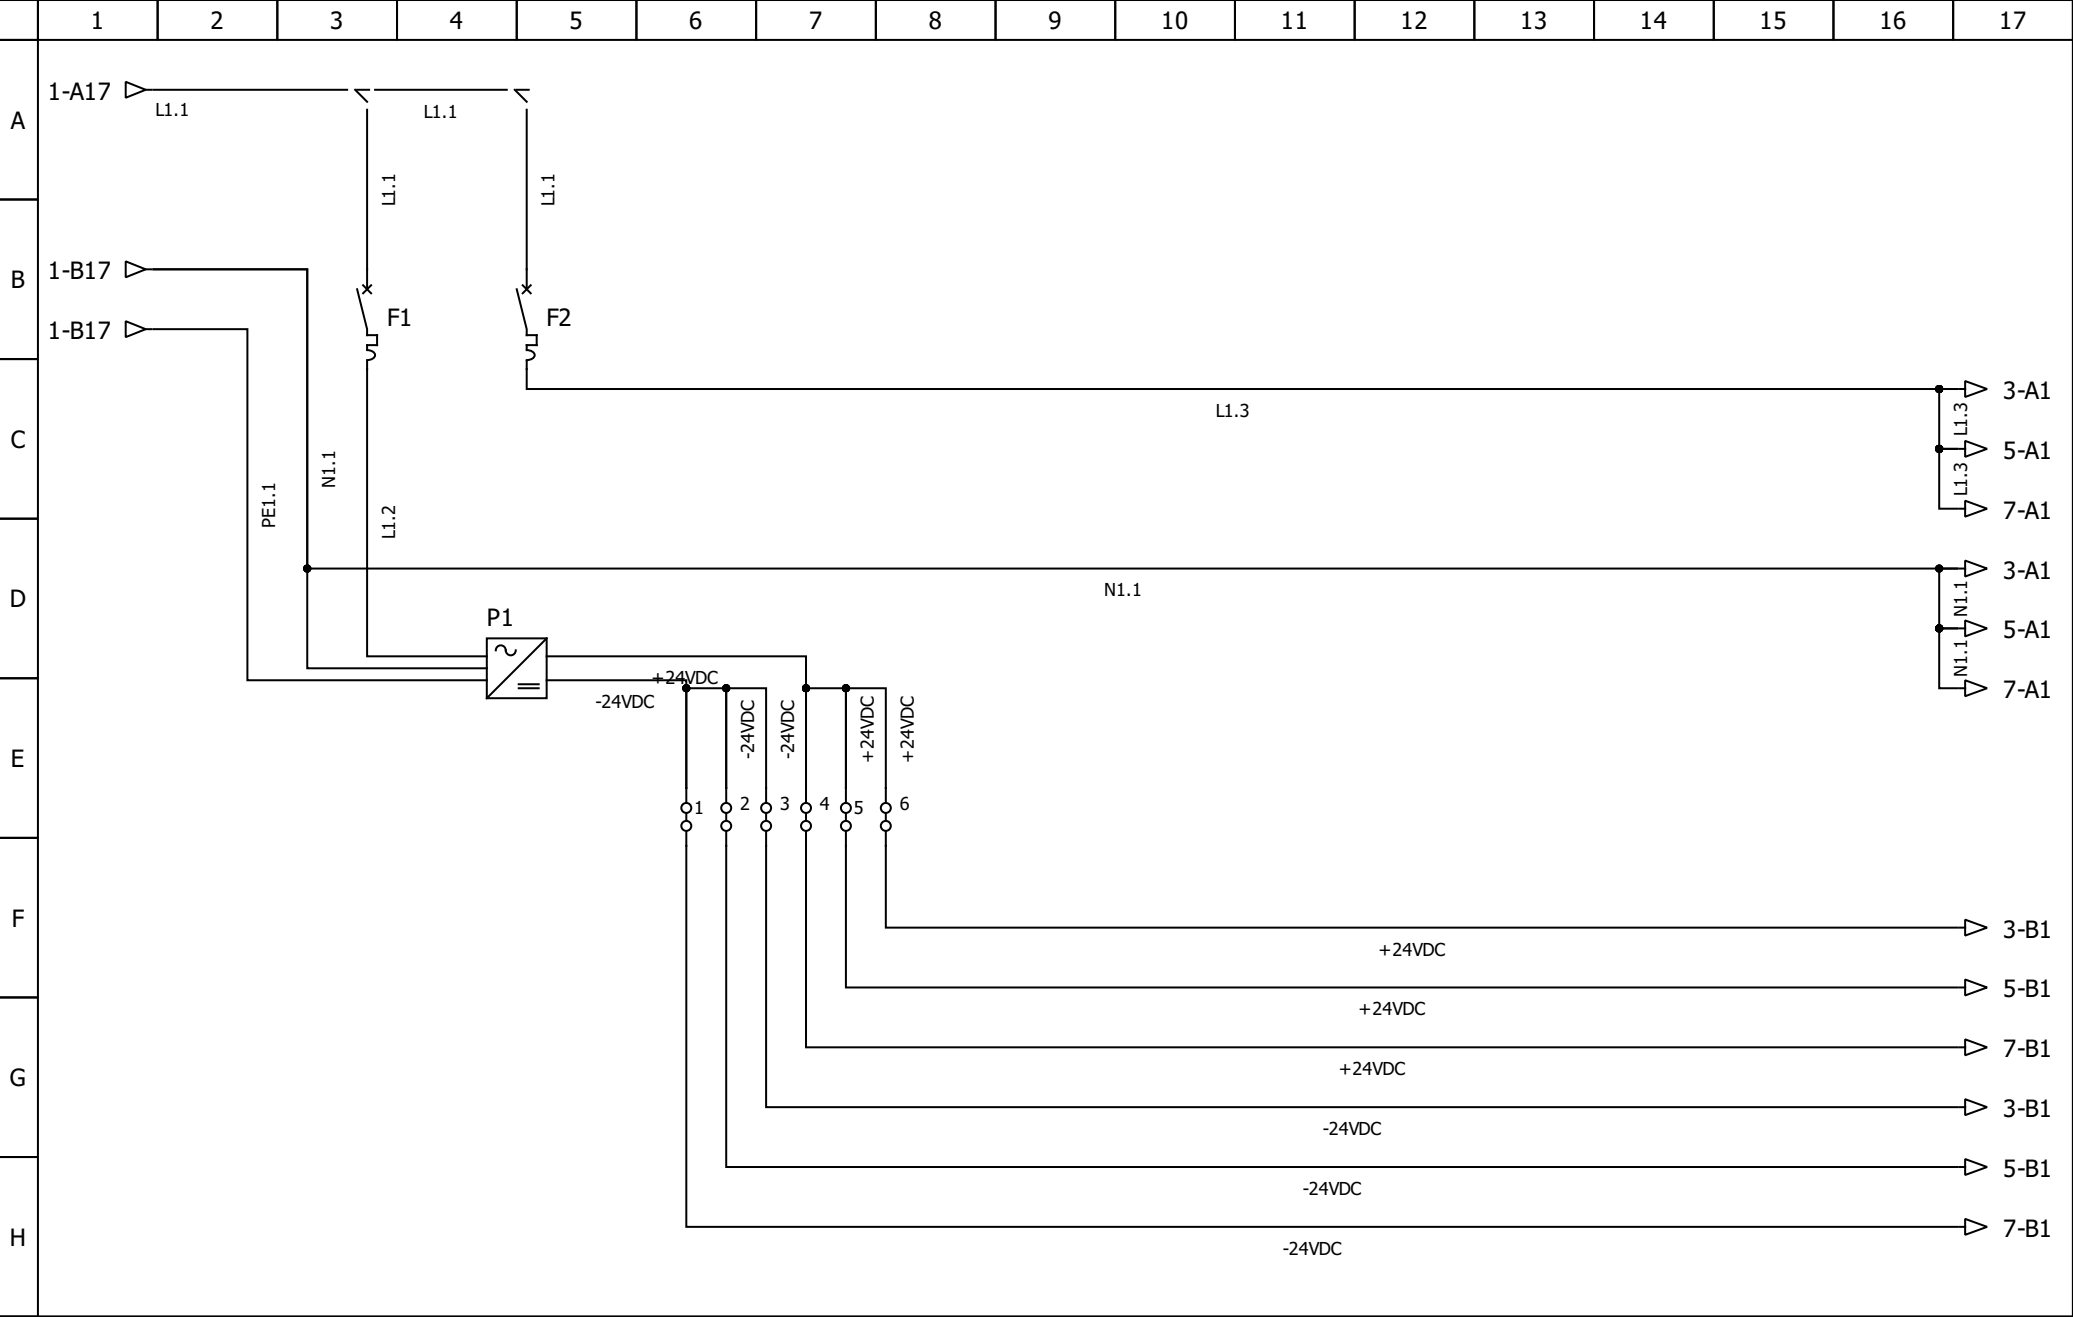 1 2 3 4 5 6 7 8 9 10 11 12 13 14 15 16 17
A
1-A17
L1.1
L1.1
L1.1
L1.1
B
1-B17
1-B17
F1
F2
C
PE1.1
N1.1
L1.2
L1.3
L1.3
L1.3
3-A1
5-A1
7-A1
D
N1.1
N1.1
N1.1
3-A1
5-A1
7-A1
P1
+24VDC
-24VDC
E
-24VDC
-24VDC
+24VDC
+24VDC
1 2 3 4 5 6
F
3-B1
+24VDC
5-B1
+24VDC
G
7-B1
+24VDC
3-B1
-24VDC
5-B1
-24VDC
H
7-B1
-24VDC